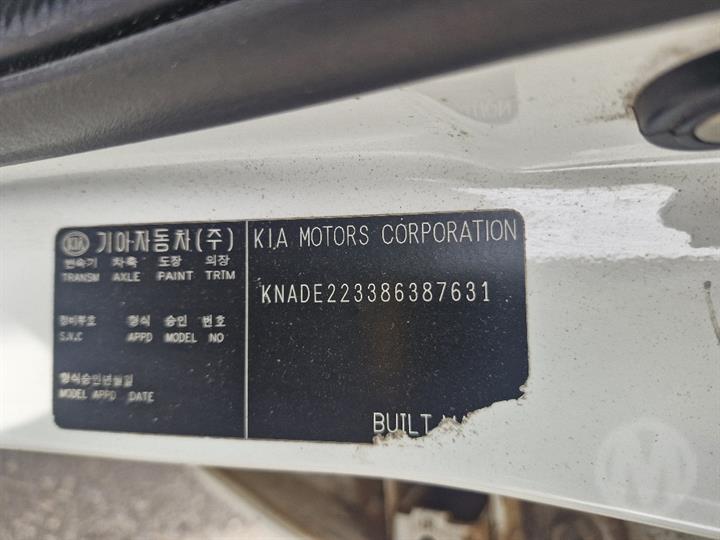 KIA 기아자동차(주)
변속기 차축 도장 의장
TRANSM AXLE PAINT TRIM
정비부호 형식 승인 번호
S.V.C APPD MODEL NO
형식승인년월일
MODEL APPD DATE
KIA MOTORS CORPORATION
KNADE223386387631
BUILT
M